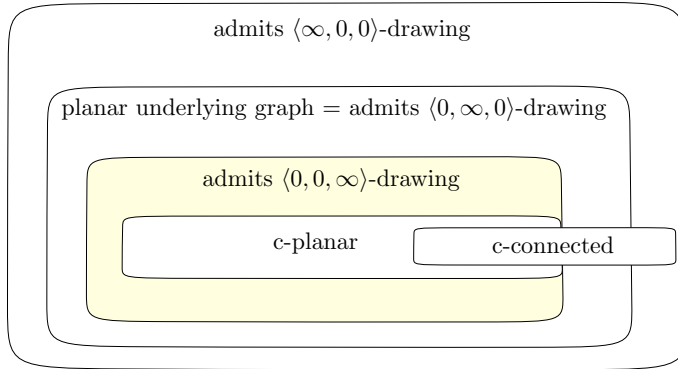 admits ⟨∞, 0, 0⟩-drawing
planar underlying graph = admits ⟨0, ∞, 0⟩-drawing
admits ⟨0, 0, ∞⟩-drawing
c-planar
c-connected